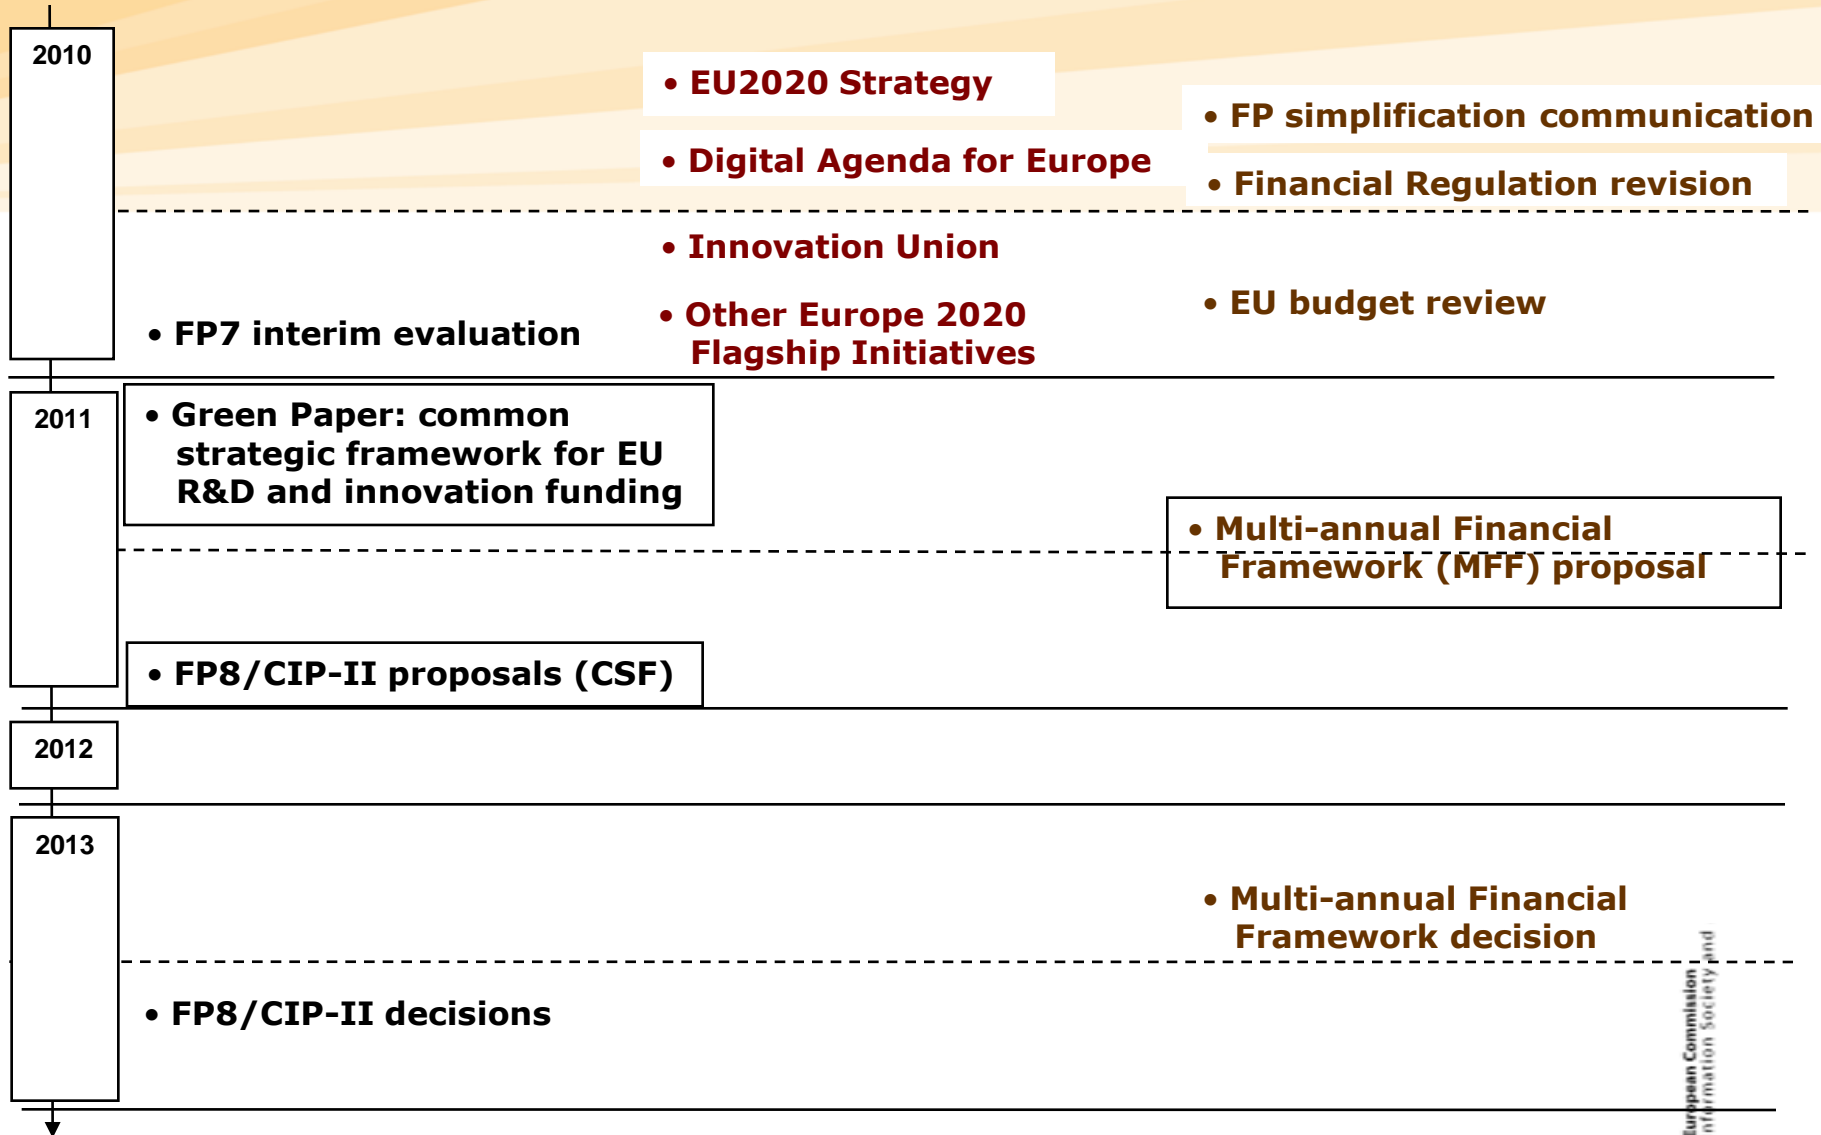 2010
• EU2020 Strategy
• FP simplification communication
• Digital Agenda for Europe
• Financial Regulation revision
• Innovation Union
• EU budget review
• Other Europe 2020
Flagship Initiatives
• FP7 interim evaluation
2011
• Green Paper: common
strategic framework for EU
R&D and innovation funding
• Multi-annual Financial
Framework (MFF) proposal
• FP8/CIP-II proposals (CSF)
2012
2013
• Multi-annual Financial
Framework decision
• FP8/CIP-II decisions
European Commission
nformation Society and